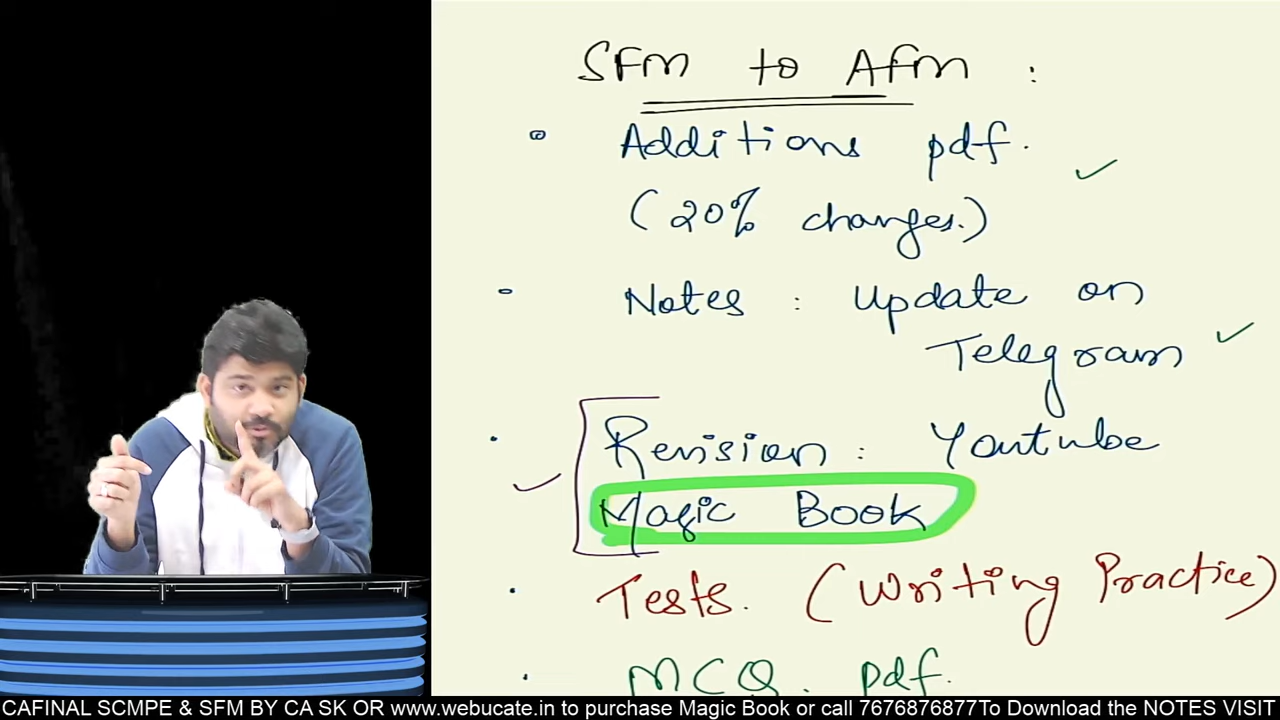 SFM to AFM :
Additions pdf.
(20% changes.)
Notes : Update on
Telegram
Revision : Youtube
Magic Book
Tests. (Writing Practice)
MCQ. pdf.
CAFINAL SCMPE & SFM BY CA SK OR www.webucate.in to purchase Magic Book or call 7676876877To Download the NOTES VISIT